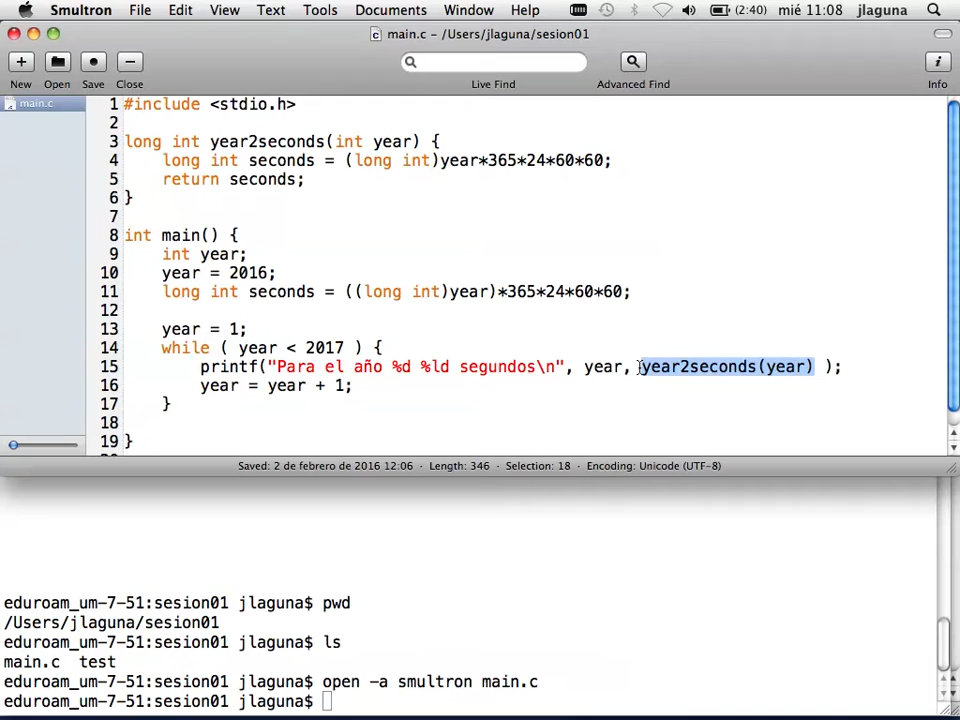 Smultron File Edit View Text Tools Documents Window Help (2:40) mié 11:08 jlaguna
main.c – /Users/jlaguna/sesion01
New Open Save Close Live Find Advanced Find Info
main.c
1 #include <stdio.h>
2
3 long int year2seconds(int year) {
4     long int seconds = (long int)year*365*24*60*60;
5     return seconds;
6 }
7
8 int main() {
9     int year;
10     year = 2016;
11     long int seconds = ((long int)year)*365*24*60*60;
12
13     year = 1;
14     while ( year < 2017 ) {
15         printf("Para el año %d %ld segundos\n", year, year2seconds(year) );
16         year = year + 1;
17     }
18
19 }
Saved: 2 de febrero de 2016 12:06 · Length: 346 · Selection: 18 · Encoding: Unicode (UTF-8)
eduroam_um-7-51:sesion01 jlaguna$ pwd
/Users/jlaguna/sesion01
eduroam_um-7-51:sesion01 jlaguna$ ls
main.c  test
eduroam_um-7-51:sesion01 jlaguna$ open -a smultron main.c
eduroam_um-7-51:sesion01 jlaguna$